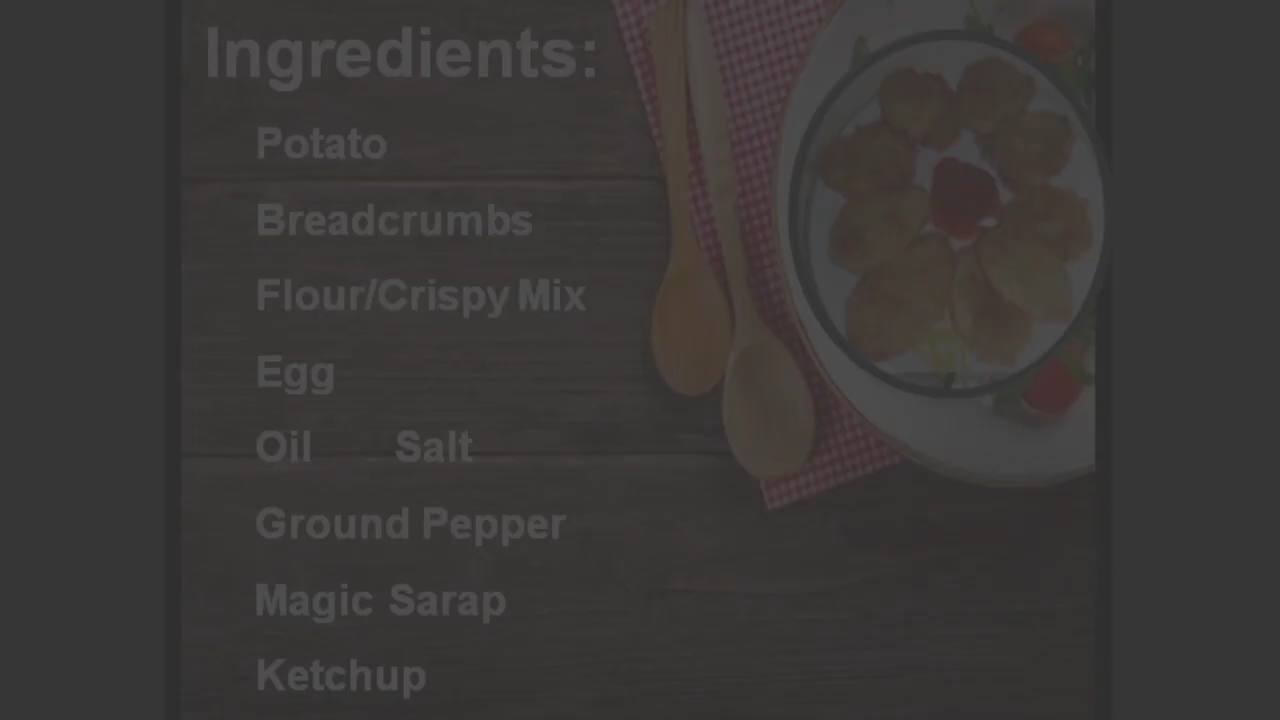 Ingredients:
Potato
Breadcrumbs
Flour/Crispy Mix
Egg
Oil Salt
Ground Pepper
Magic Sarap
Ketchup